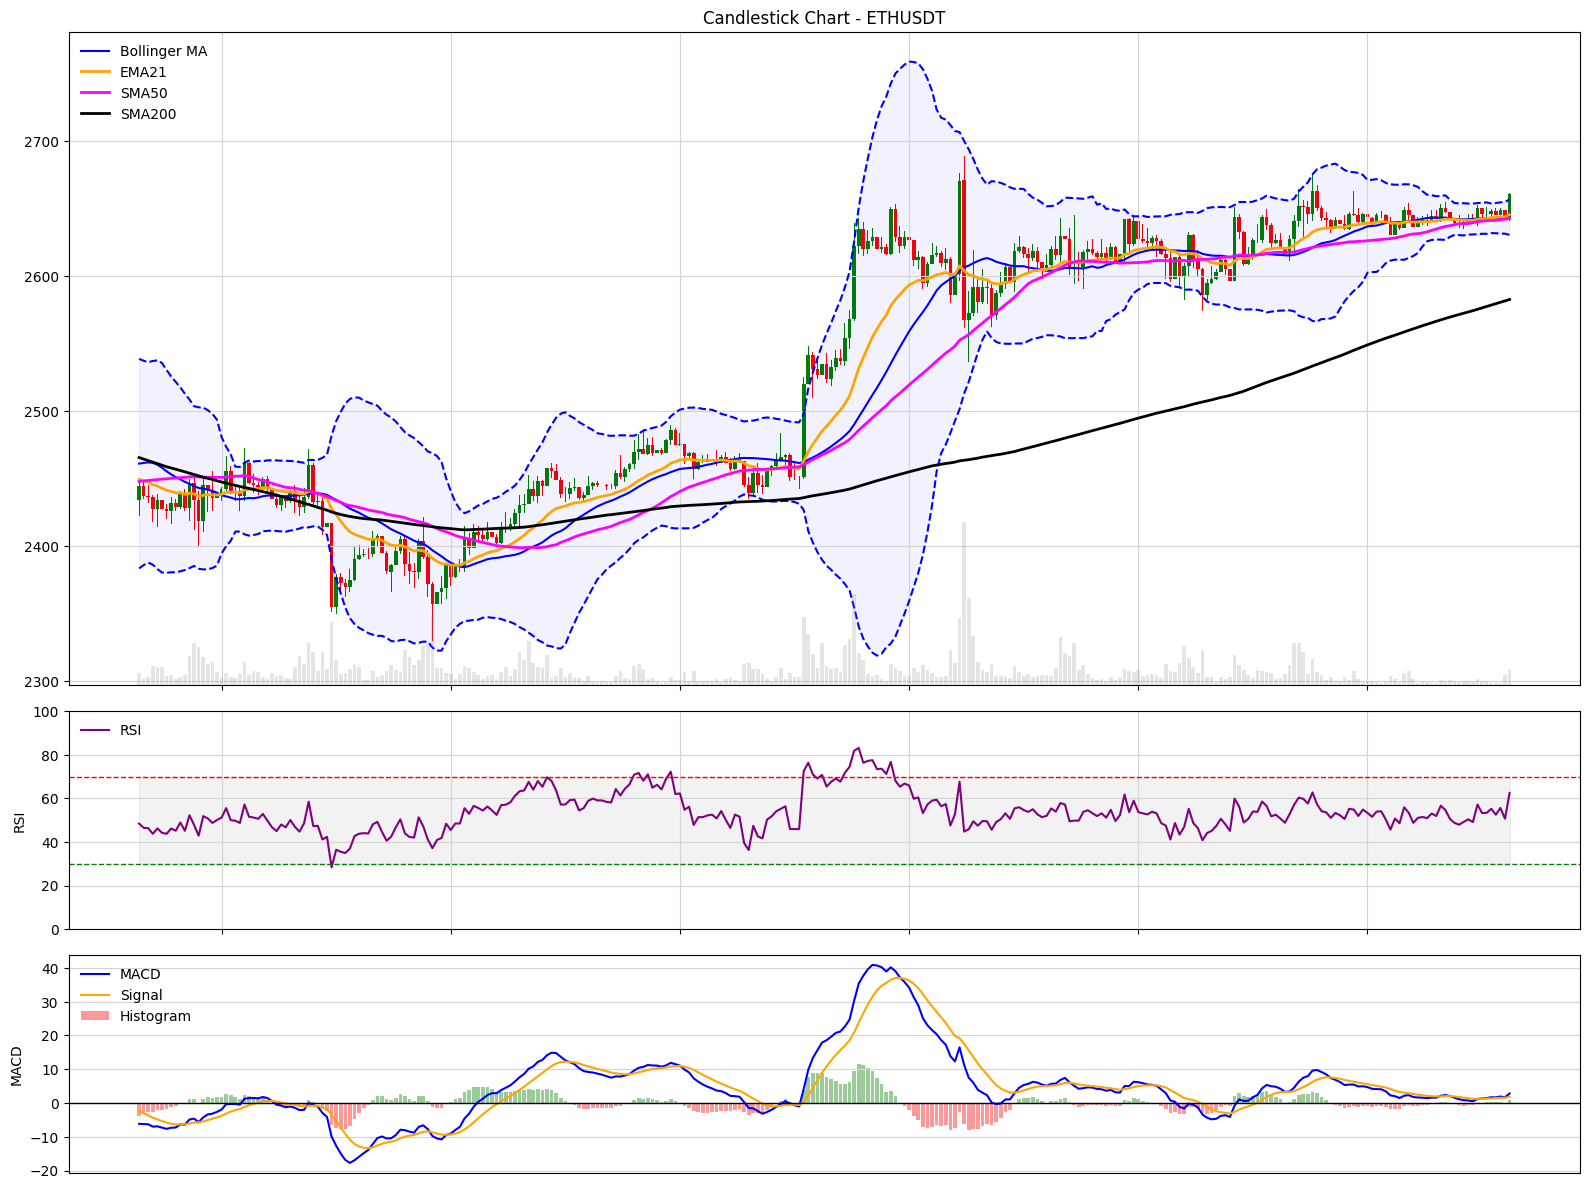 Candlestick Chart - ETHUSDT
Bollinger MA
EMA21
SMA50
SMA200
2700
2600
2500
2400
2300
RSI
100
80
60
40
20
0
RSI
MACD
Signal
Histogram
40
30
20
10
0
−10
−20
MACD